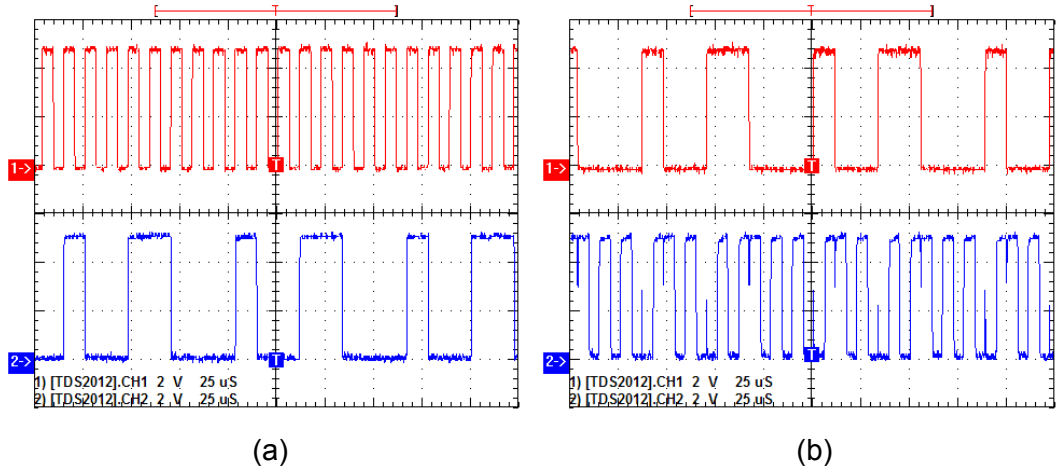 T
T
1->
T
1->
T
2->
T
2->
T
1) [TDS2012].CH1 2 V 25 uS
2) [TDS2012].CH2 2 V 25 uS
1) [TDS2012].CH1 2 V 25 uS
2) [TDS2012].CH2 2 V 25 uS
(a)
(b)